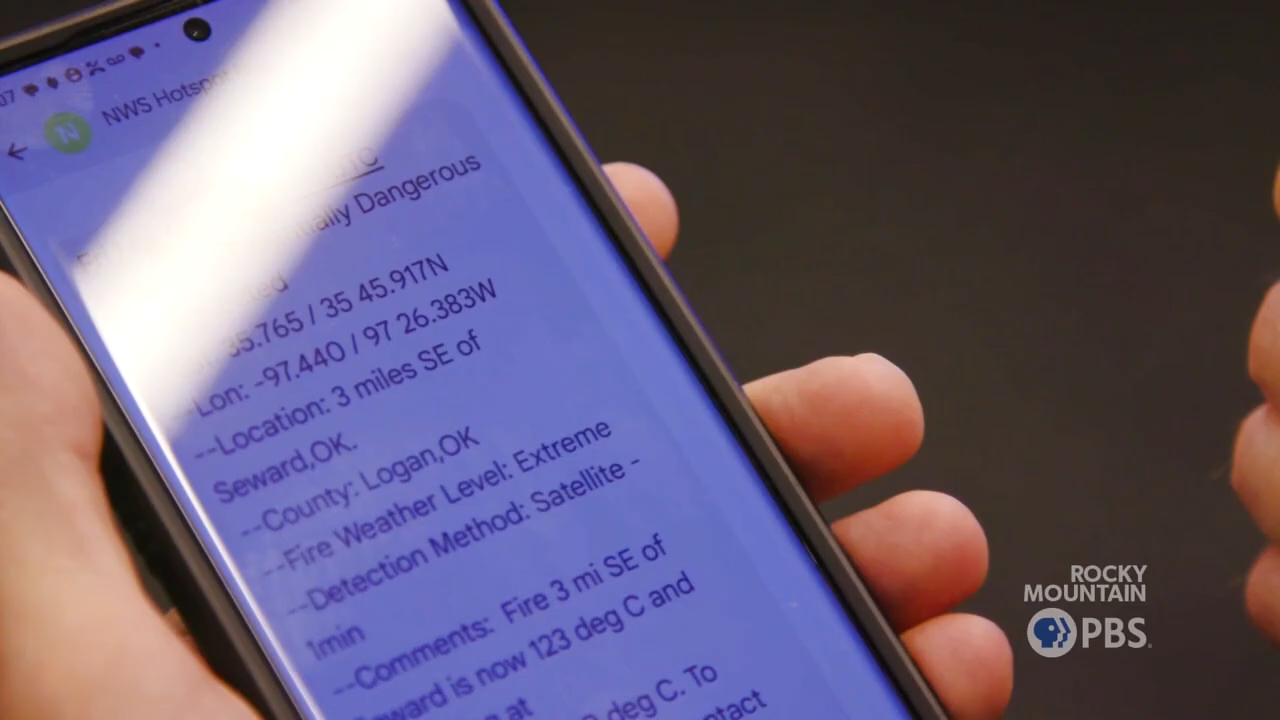 07
N
NWS Hotspot
Dangerous
35.765 / 35 45.917N
Lon: -97.440 / 97 26.383W
--Location: 3 miles SE of
Seward,OK.
--County: Logan,OK
--Fire Weather Level: Extreme
--Detection Method: Satellite -
1min
--Comments: Fire 3 mi SE of
is now 123 deg C and
at
deg C. To
ROCKY
MOUNTAIN
PBS